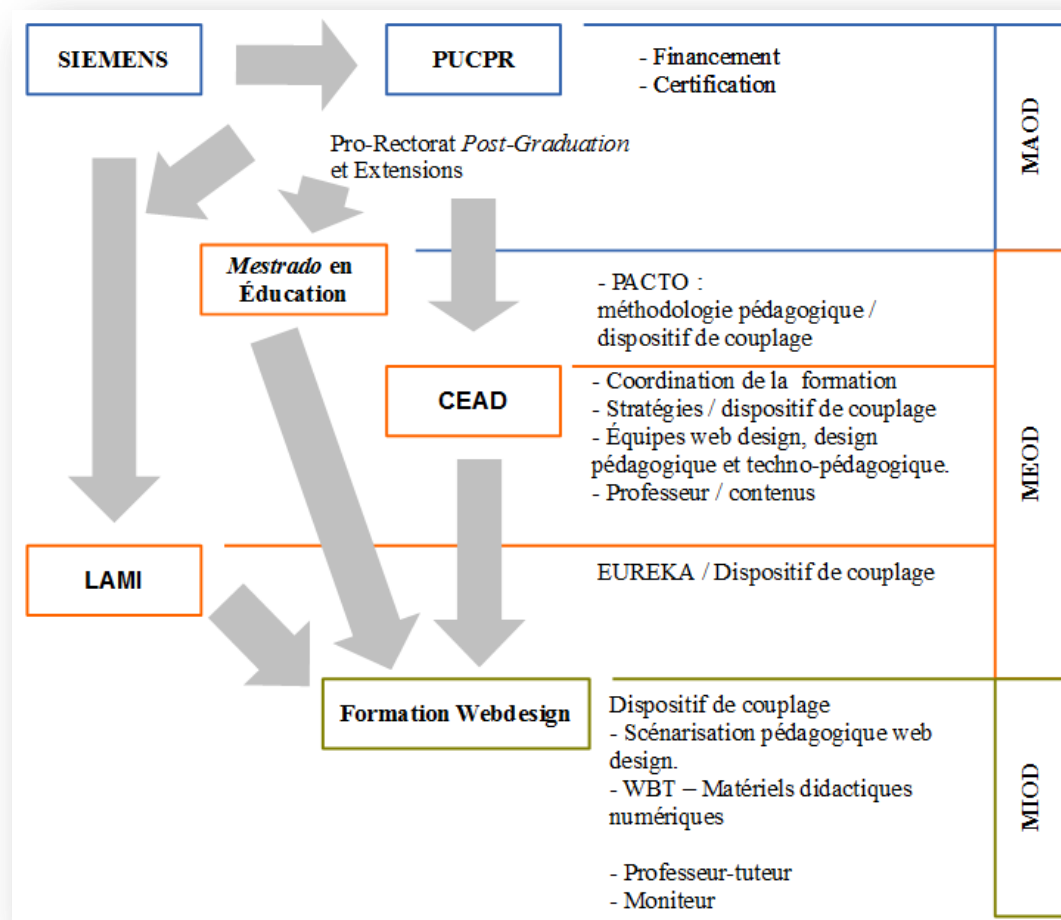 SIEMENS
PUCPR
- Financement
- Certification
MAOD
Pro-Rectorat Post-Graduation
et Extensions
Mestrado en
Éducation
- PACTO :
méthodologie pédagogique /
dispositif de couplage
CEAD
- Coordination de la formation
- Stratégies / dispositif de couplage
- Équipes web design, design
pédagogique et techno-pédagogique.
- Professeur / contenus
MEOD
LAMI
EUREKA / Dispositif de couplage
Formation Webdesign
Dispositif de couplage
- Scénarisation pédagogique web
design.
- WBT – Matériels didactiques
numériques
- Professeur-tuteur
- Moniteur
MIOD